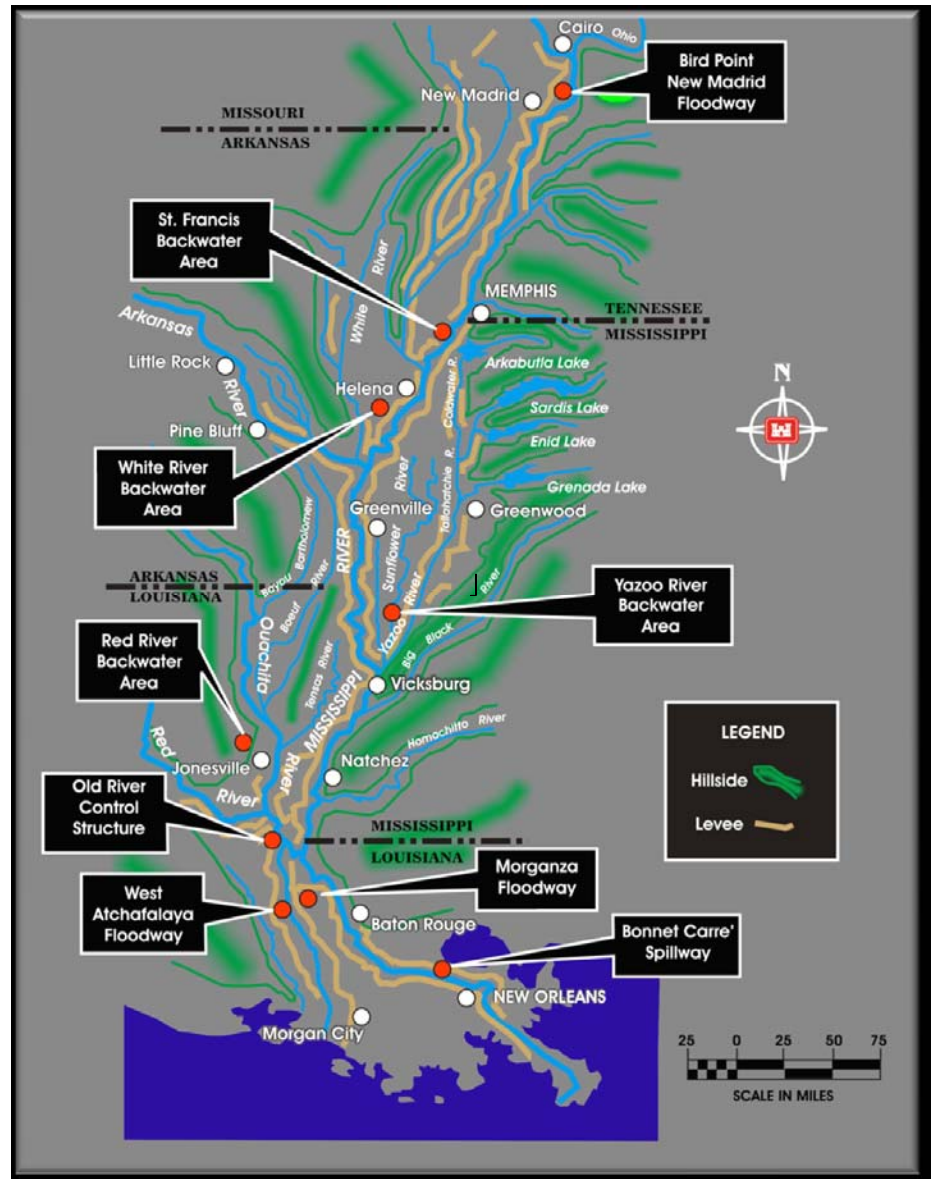 Cairo
Ohio
Bird Point
New Madrid
Floodway
New Madrid
MISSOURI
ARKANSAS
St. Francis
Backwater
Area
White River
MEMPHIS
TENNESSEE
MISSISSIPPI
Arkansas River
Little Rock
Pine Bluff
Helena
Coldwater R.
Arkabutla Lake
Sardis Lake
Enid Lake
Grenada Lake
N
White River
Backwater
Area
Greenville
Sunflower River
Tallahatchie R.
Greenwood
ARKANSAS
LOUISIANA
Bayou Bartholomew
Boeuf River
Ouachita
Tensas River
MISSISSIPPI RIVER
Yazoo River
Big Black River
Yazoo River
Backwater
Area
Red River
Backwater
Area
Vicksburg
Homochitto River
Jonesville
Natchez
Red River
River
LEGEND
Hillside
Levee
Old River
Control
Structure
MISSISSIPPI
LOUISIANA
West
Atchafalaya
Floodway
Morganza
Floodway
Baton Rouge
Bonnet Carre'
Spillway
NEW ORLEANS
Morgan City
25 0 25 50 75
SCALE IN MILES